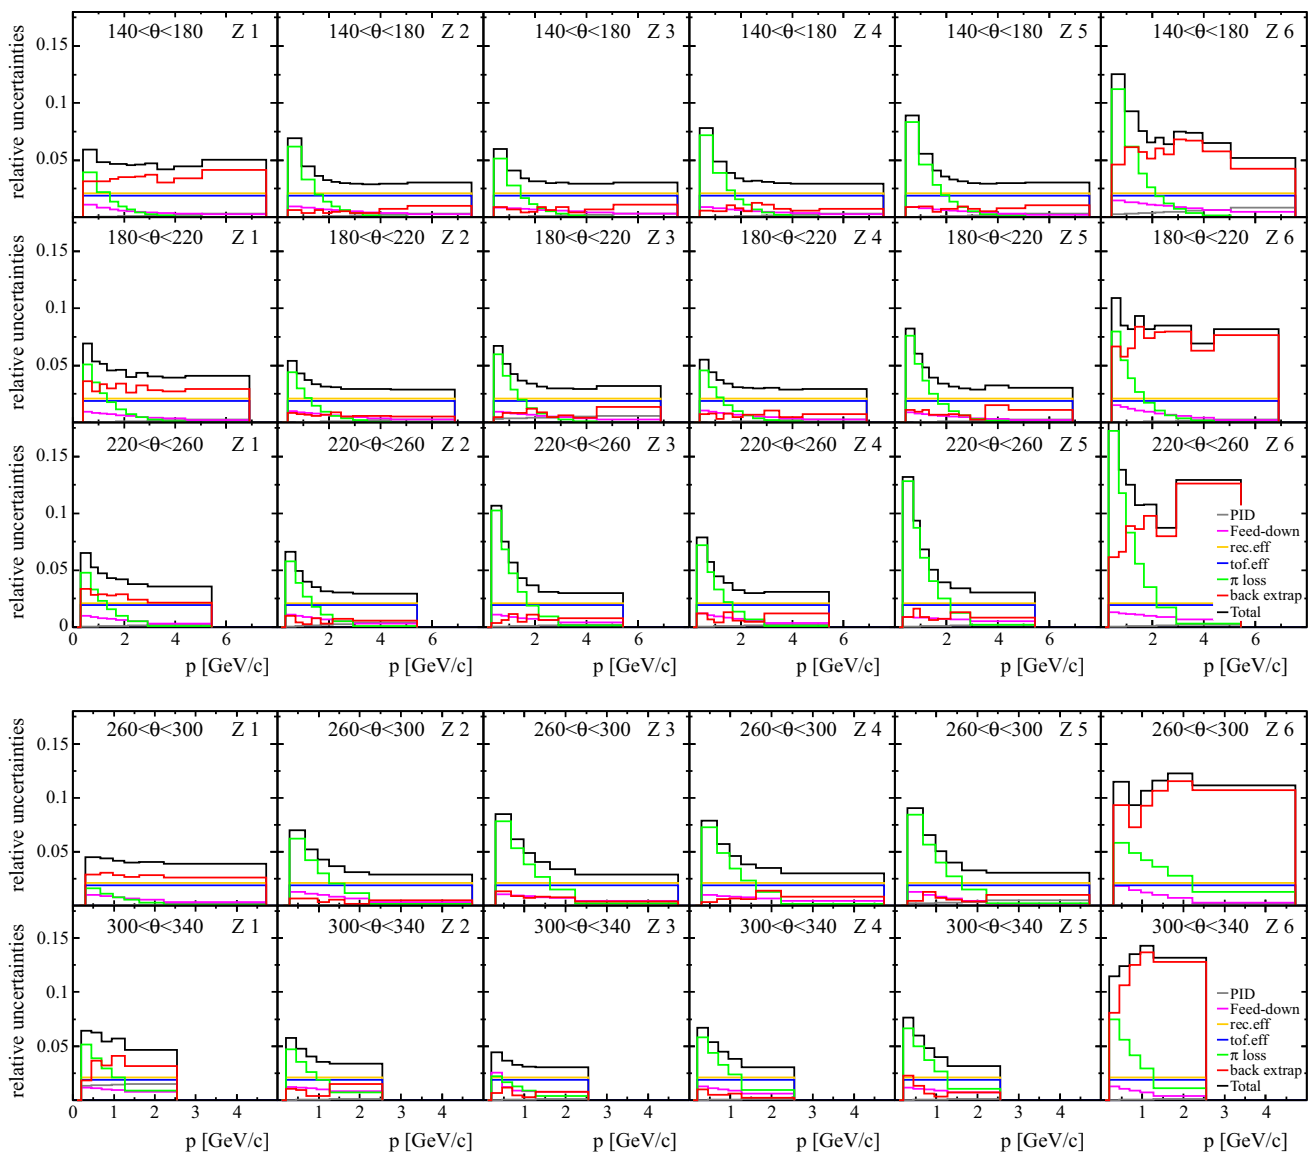 relative uncertainties
0.15
0.1
0.05
140<θ<180 Z 1
140<θ<180 Z 2
140<θ<180 Z 3
140<θ<180 Z 4
140<θ<180 Z 5
140<θ<180 Z 6
relative uncertainties
0.15
0.1
0.05
180<θ<220 Z 1
180<θ<220 Z 2
180<θ<220 Z 3
180<θ<220 Z 4
180<θ<220 Z 5
180<θ<220 Z 6
relative uncertainties
0.15
0.1
0.05
0
220<θ<260 Z 1
220<θ<260 Z 2
220<θ<260 Z 3
220<θ<260 Z 4
220<θ<260 Z 5
220<θ<260 Z 6
PID
Feed-down
rec.eff
tof.eff
π loss
back extrap
Total
0 2 4 6
2 4 6
2 4 6
2 4 6
2 4 6
2 4 6
p [GeV/c]
p [GeV/c]
p [GeV/c]
p [GeV/c]
p [GeV/c]
p [GeV/c]
relative uncertainties
0.15
0.1
0.05
260<θ<300 Z 1
260<θ<300 Z 2
260<θ<300 Z 3
260<θ<300 Z 4
260<θ<300 Z 5
260<θ<300 Z 6
relative uncertainties
0.15
0.1
0.05
0
300<θ<340 Z 1
300<θ<340 Z 2
300<θ<340 Z 3
300<θ<340 Z 4
300<θ<340 Z 5
300<θ<340 Z 6
PID
Feed-down
rec.eff
tof.eff
π loss
back extrap
Total
0 1 2 3 4
1 2 3 4
1 2 3 4
1 2 3 4
1 2 3 4
1 2 3 4
p [GeV/c]
p [GeV/c]
p [GeV/c]
p [GeV/c]
p [GeV/c]
p [GeV/c]